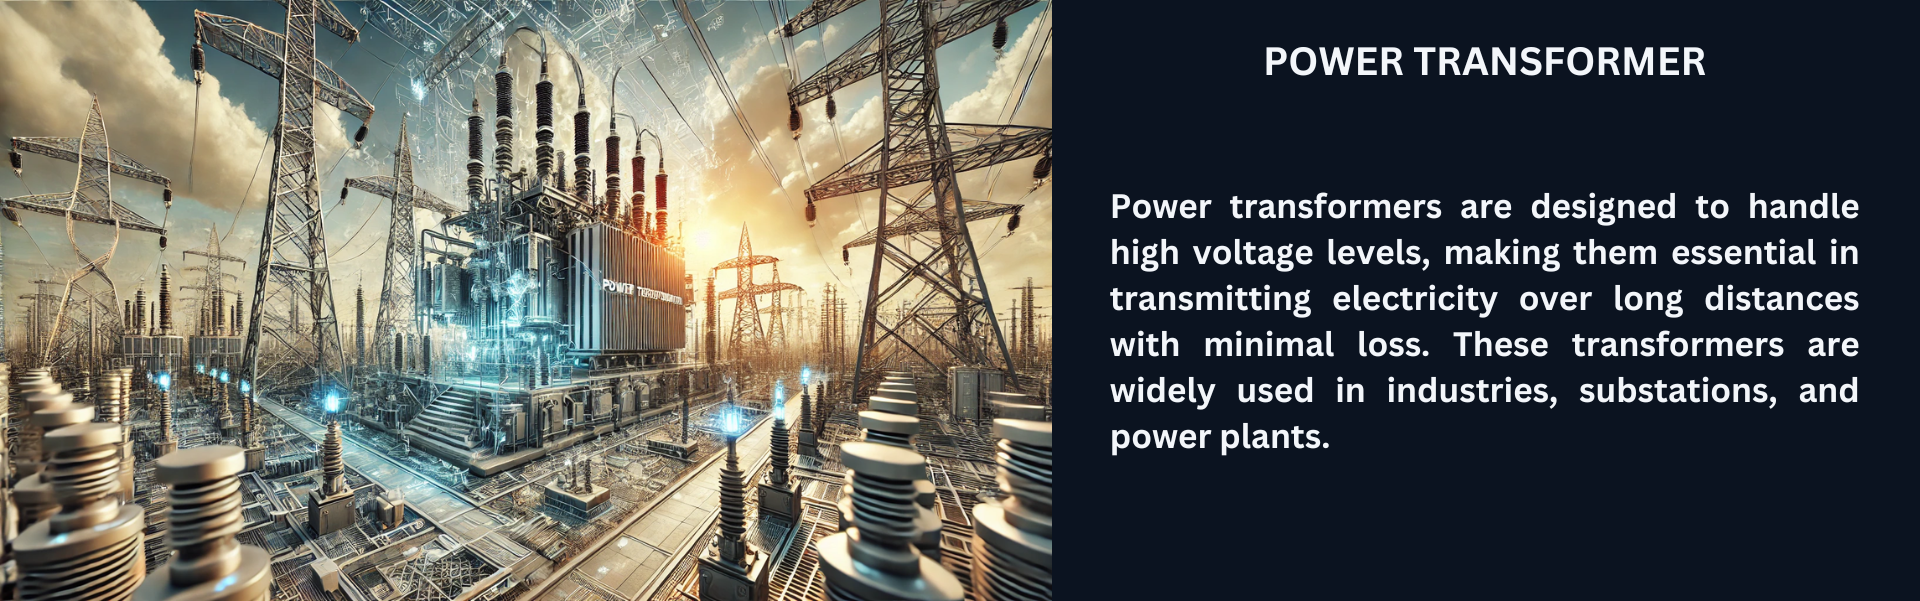 POWER TRANSFORMER
Power transformers are designed to handle
high voltage levels, making them essential in
transmitting electricity over long distances
with minimal loss. These transformers are
widely used in industries, substations, and
power plants.
POWER